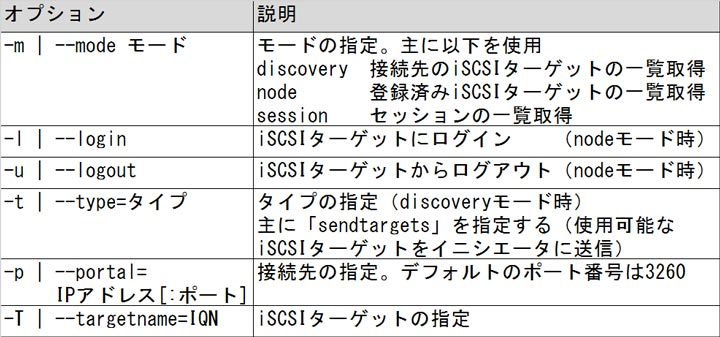 オプション 説明
-m | --mode モード モードの指定。主に以下を使用
discovery 接続先のiSCSIターゲットの一覧取得
node 登録済みiSCSIターゲットの一覧取得
session セッションの一覧取得
-l | --login iSCSIターゲットにログイン （nodeモード時）
-u | --logout iSCSIターゲットからログアウト（nodeモード時）
-t | --type=タイプ タイプの指定（discoveryモード時）
主に「sendtargets」を指定する（使用可能な
iSCSIターゲットをイニシエータに送信）
-p | --portal= 接続先の指定。デフォルトのポート番号は3260
IPアドレス[:ポート]
-T | --targetname=IQN iSCSIターゲットの指定